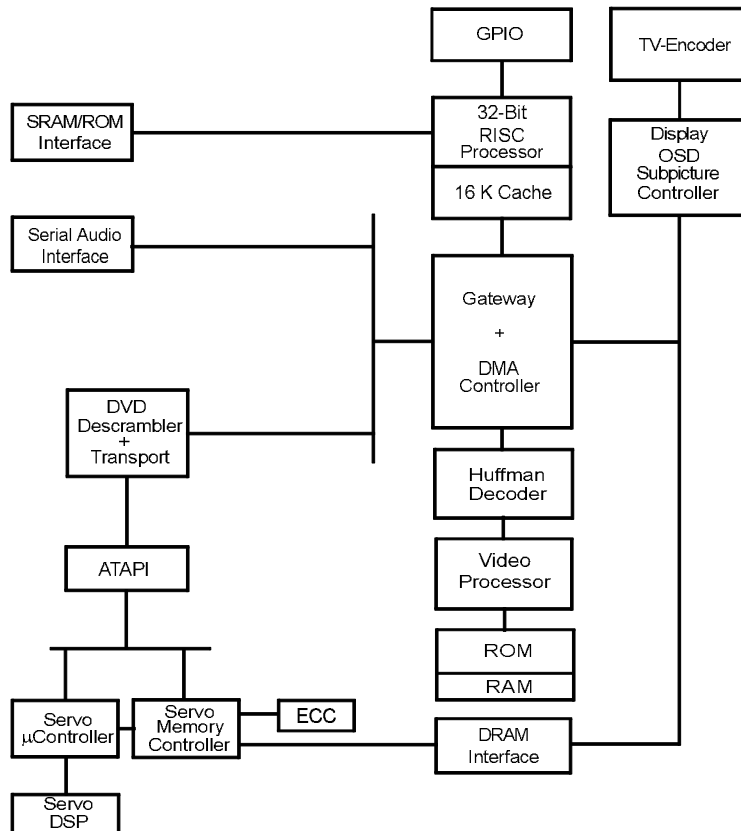 GPIO
TV-Encoder
SRAM/ROM
Interface
32-Bit
RISC
Processor
16 K Cache
Display
OSD
Subpicture
Controller
Serial Audio
Interface
Gateway
+
DMA
Controller
DVD
Descrambler
+
Transport
Huffman
Decoder
ATAPI
Video
Processor
ROM
RAM
Servo
μController
Servo
Memory
Controller
ECC
DRAM
Interface
Servo
DSP